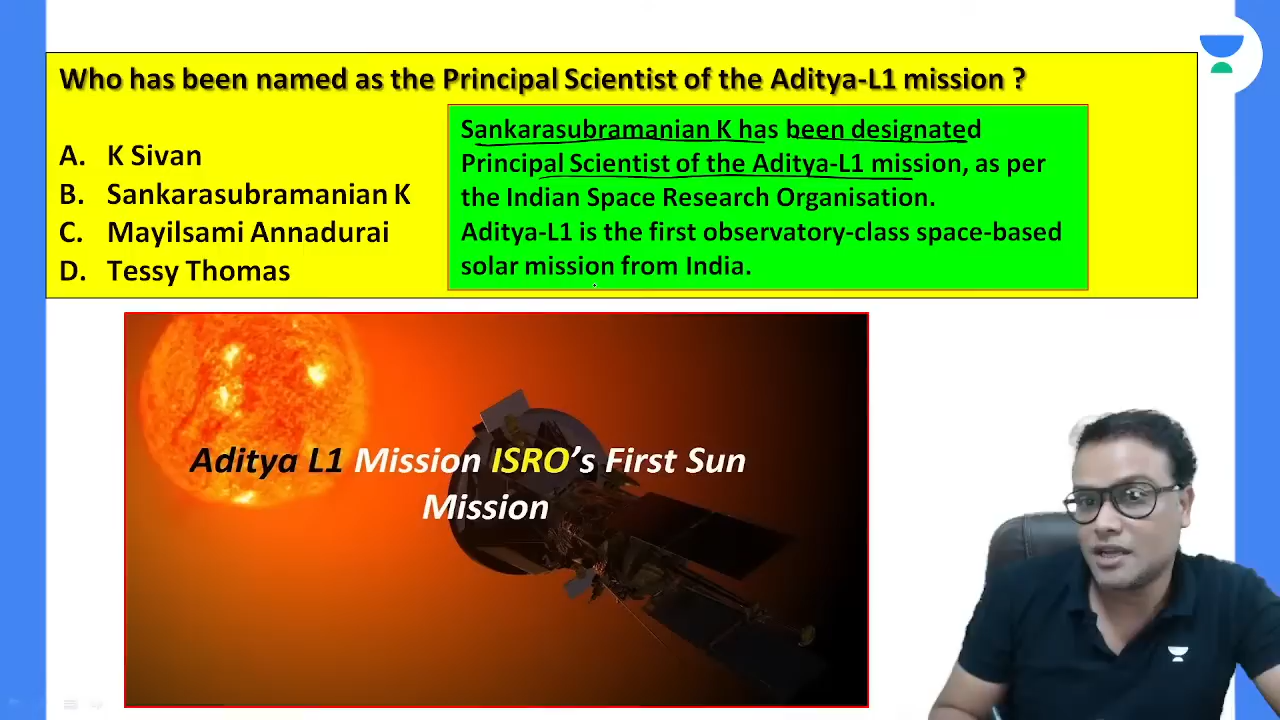 Who has been named as the Principal Scientist of the Aditya-L1 mission ?
A. K Sivan
B. Sankarasubramanian K
C. Mayilsami Annadurai
D. Tessy Thomas
Sankarasubramanian K has been designated
Principal Scientist of the Aditya-L1 mission, as per
the Indian Space Research Organisation.
Aditya-L1 is the first observatory-class space-based
solar mission from India.
Aditya L1 Mission ISRO’s First Sun
Mission